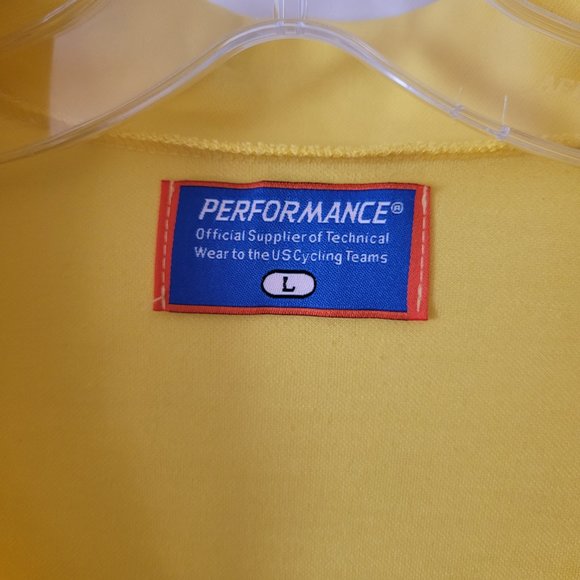 PERFORMANCE®
Official Supplier of Technical
Wear to the US Cycling Teams
L